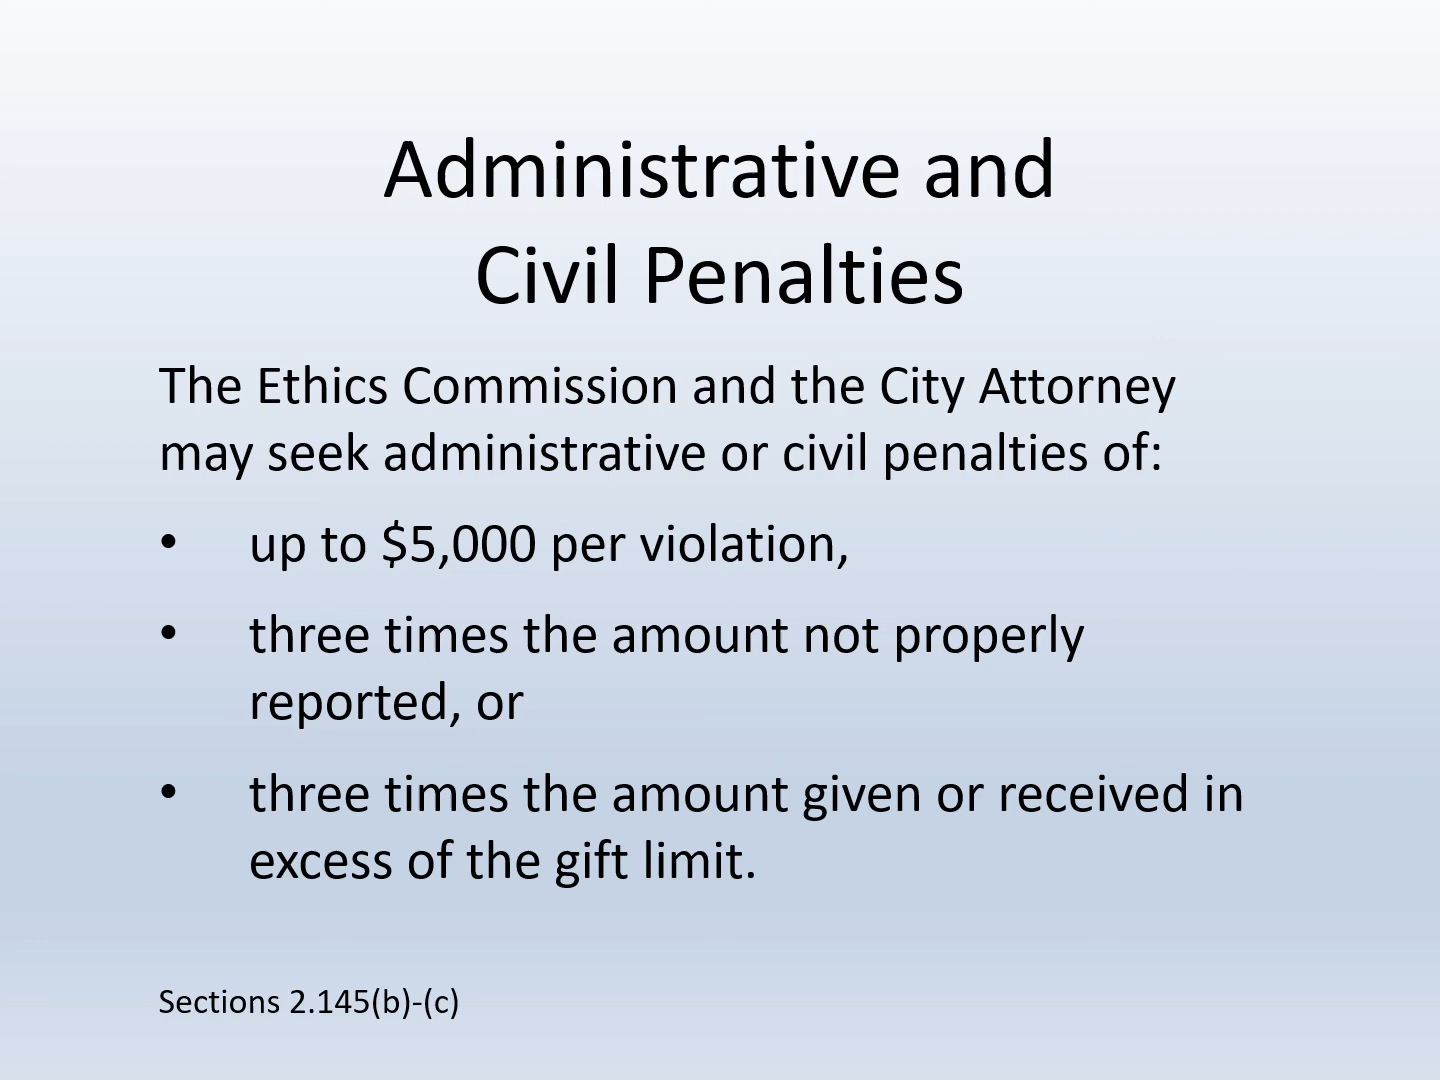 Administrative and
Civil Penalties
The Ethics Commission and the City Attorney
may seek administrative or civil penalties of:
• up to $5,000 per violation,
• three times the amount not properly
reported, or
• three times the amount given or received in
excess of the gift limit.
Sections 2.145(b)-(c)